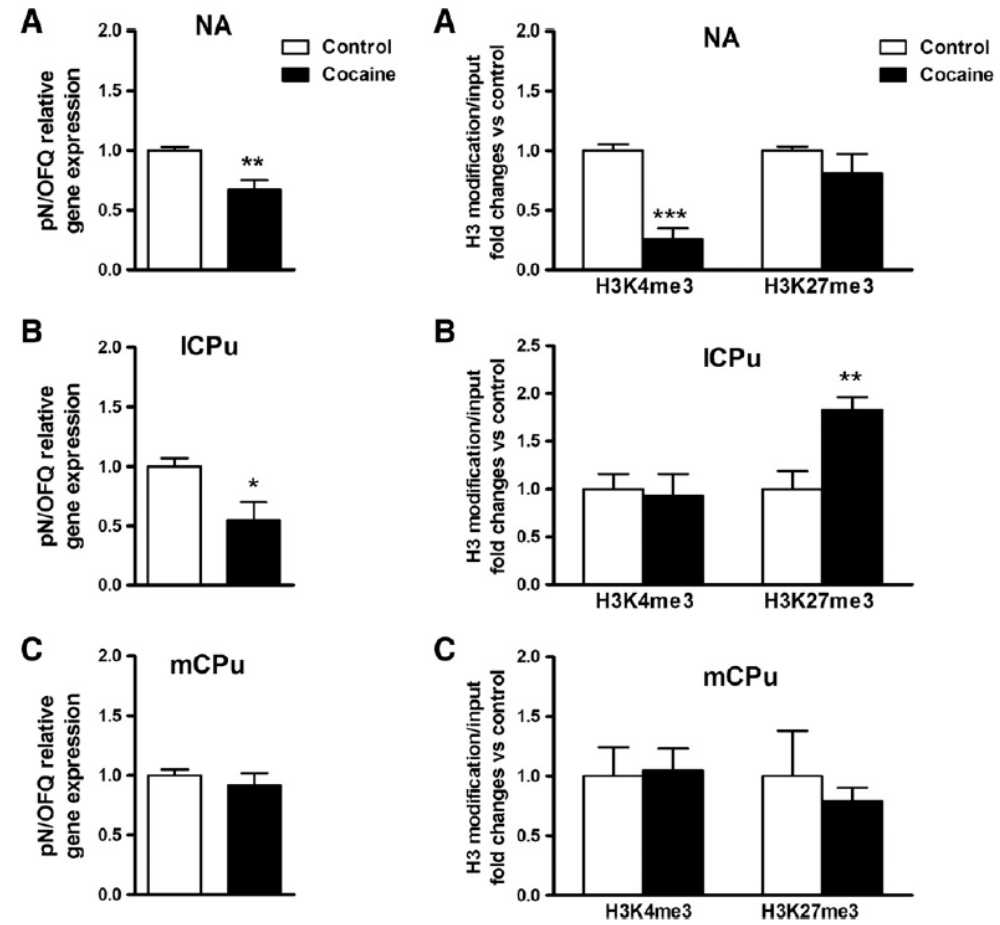 A
NA
2.0
1.5
1.0
0.5
0.0
pN/OFQ relative
gene expression
Control
Cocaine
**
A
NA
2.0
1.5
1.0
0.5
0.0
H3 modification/input
fold changes vs control
Control
Cocaine
***
H3K4me3
H3K27me3
B
lCPu
2.0
1.5
1.0
0.5
0.0
pN/OFQ relative
gene expression
*
B
lCPu
2.5
2.0
1.5
1.0
0.5
0.0
H3 modification/input
fold changes vs control
**
H3K4me3
H3K27me3
C
mCPu
2.0
1.5
1.0
0.5
0.0
pN/OFQ relative
gene expression
C
mCPu
2.0
1.5
1.0
0.5
0.0
H3 modification/input
fold changes vs control
H3K4me3
H3K27me3